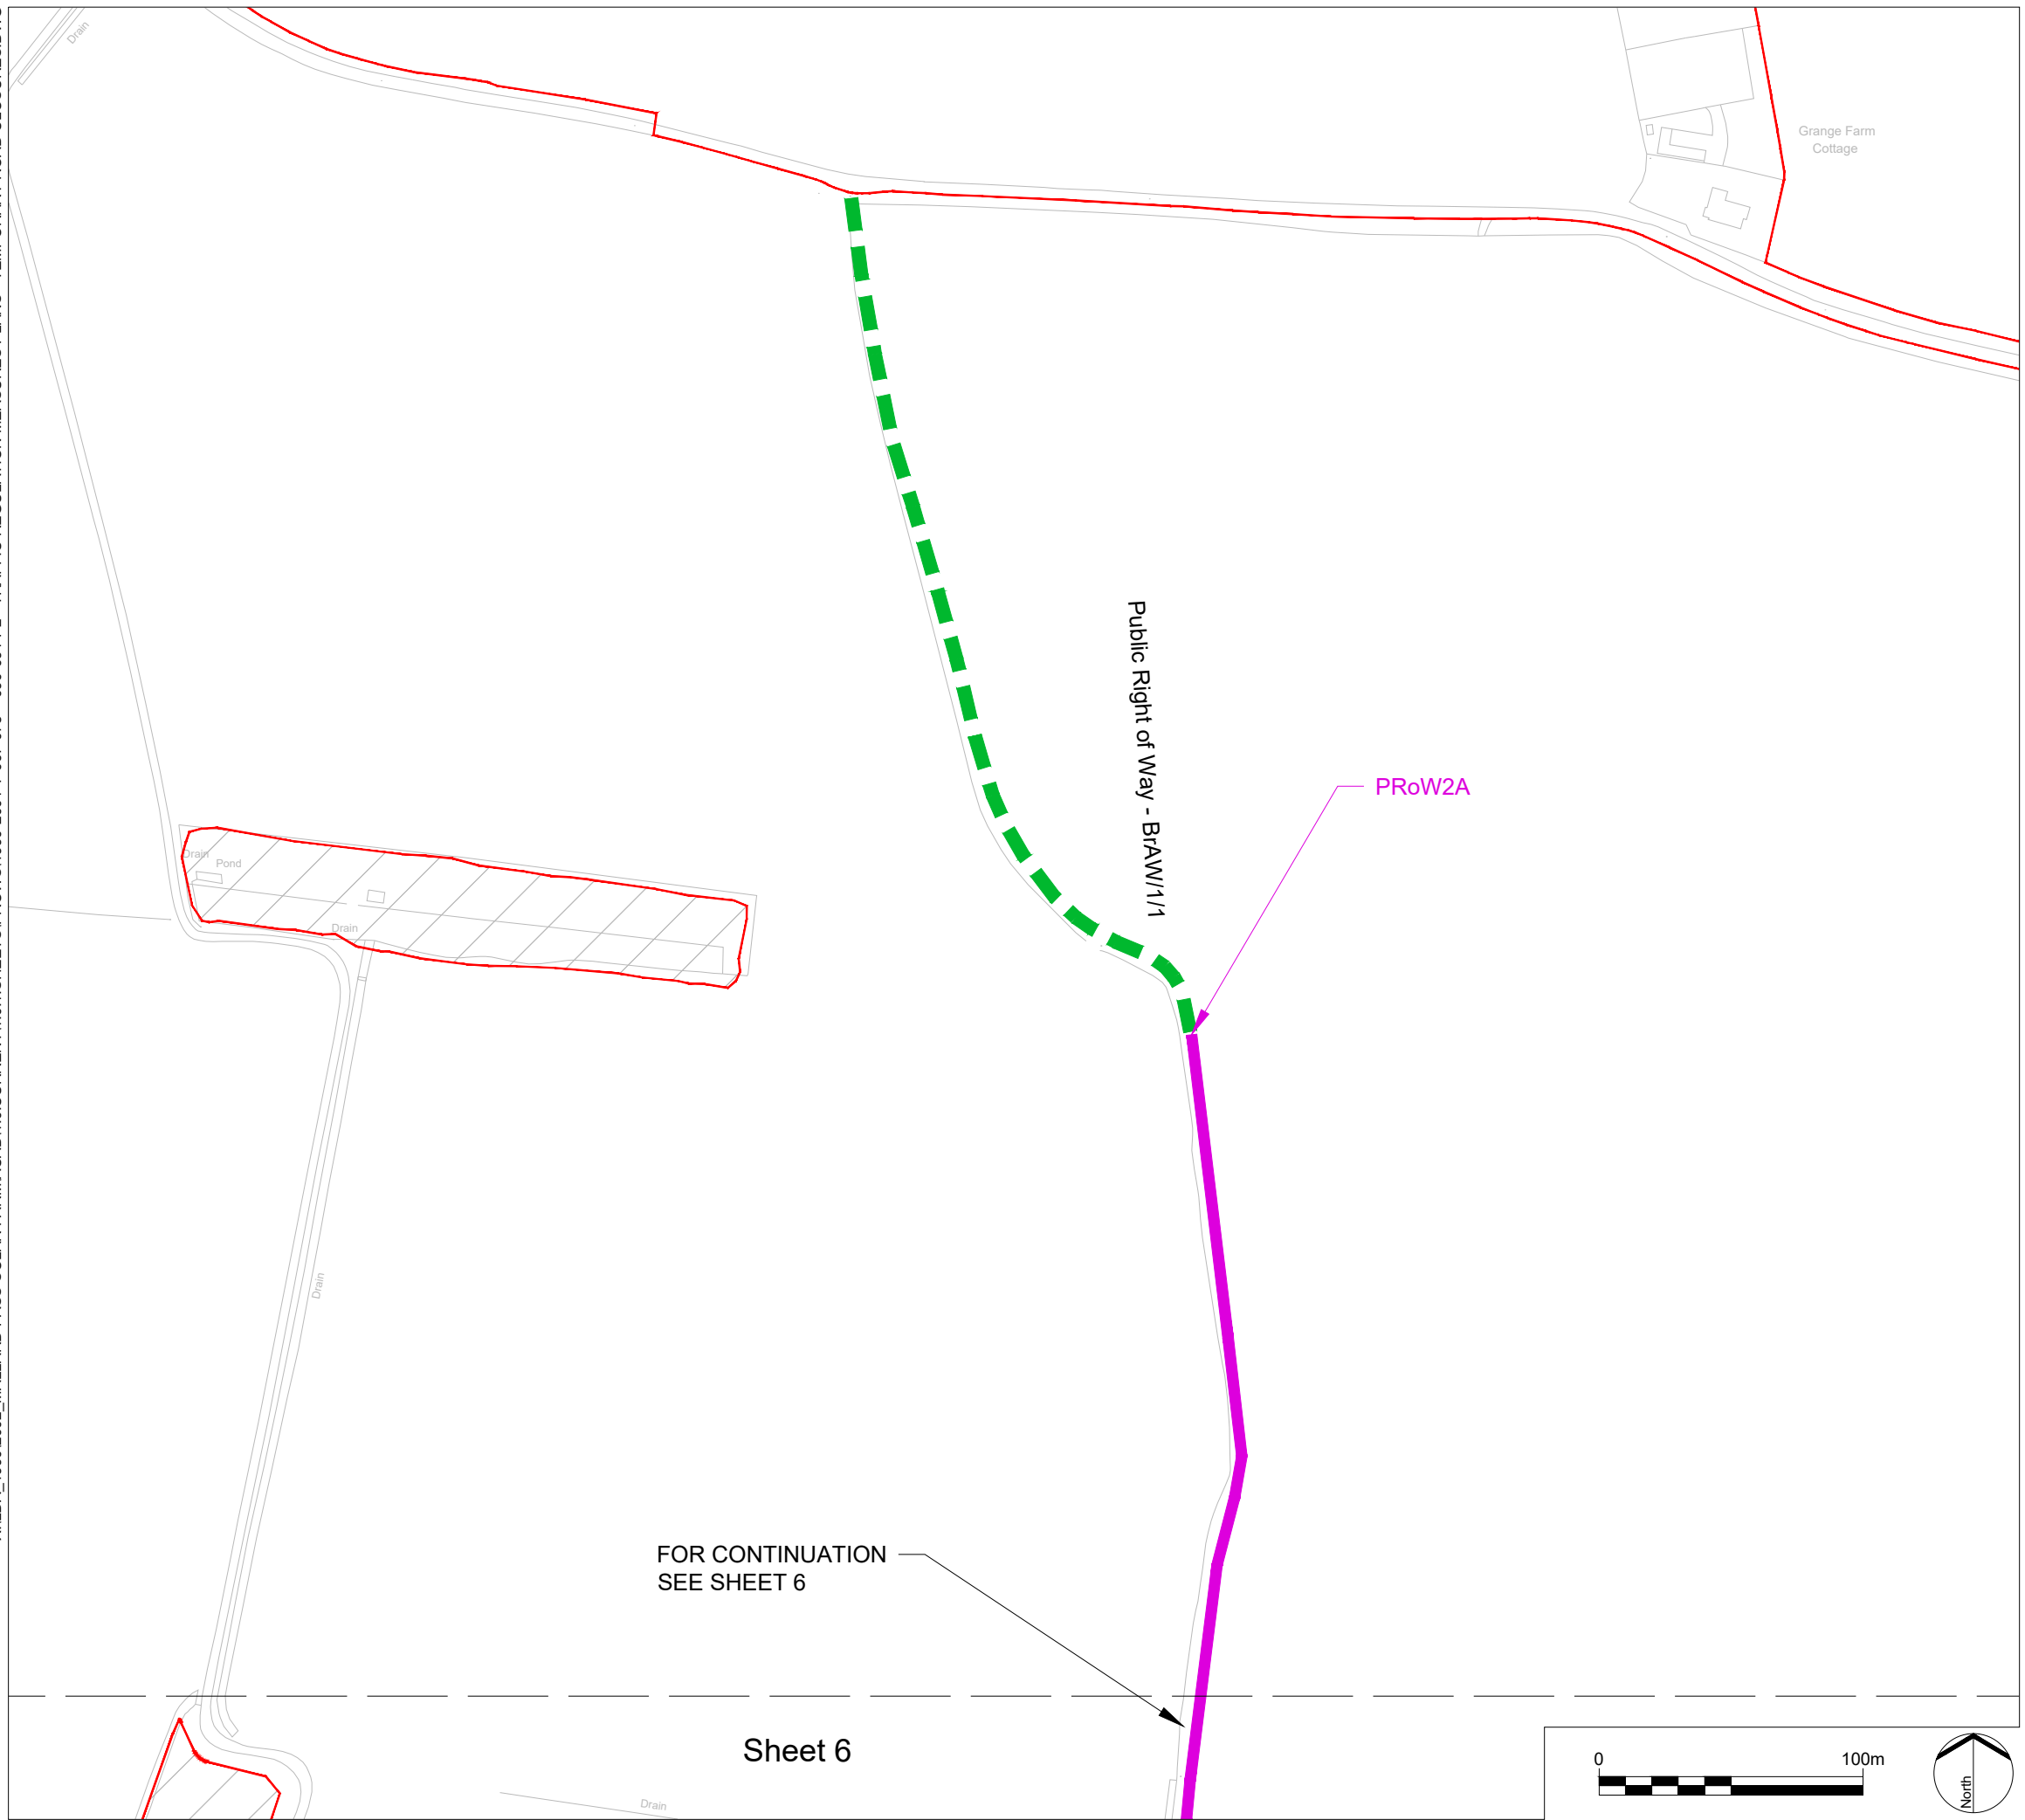 Drain
Grange Farm
Cottage
Public Right of Way - BrAW/1/1
PRoW2A
Drain
Pond
Drain
Drain
FOR CONTINUATION
SEE SHEET 6
Sheet 6
Drain
0 100m
North